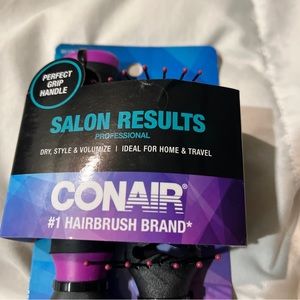 PERFECT
GRIP
HANDLE
SALON RESULTS
PROFESSIONAL
DRY, STYLE & VOLUMIZE | IDEAL FOR HOME & TRAVEL
CONAIR®
#1 HAIRBRUSH BRAND*